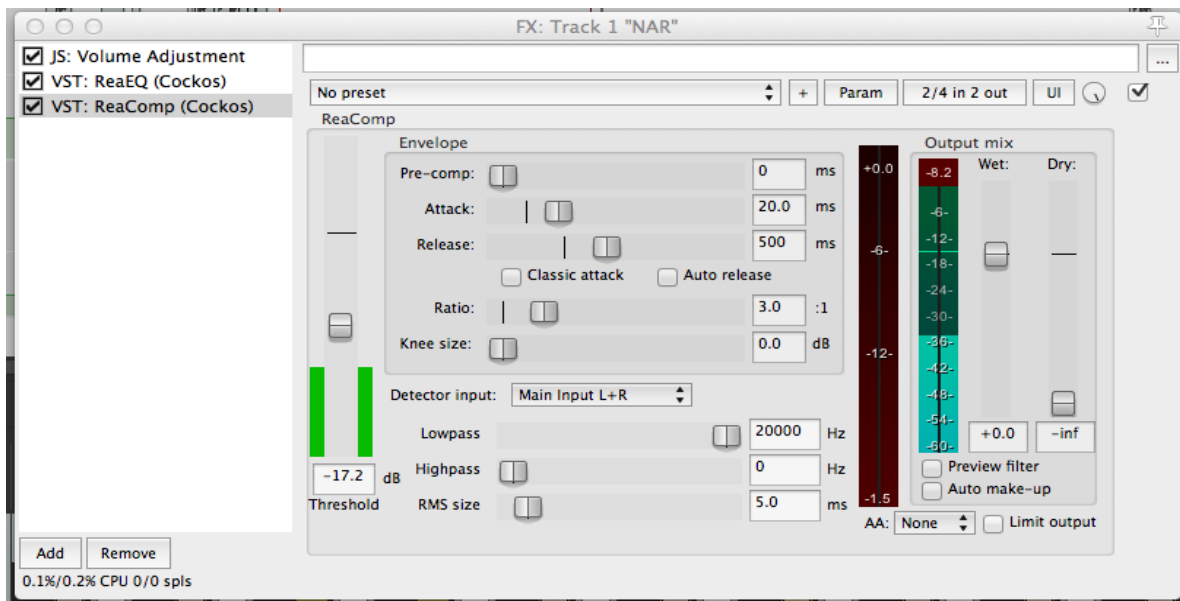 FX: Track 1 "NAR"
JS: Volume Adjustment
VST: ReaEQ (Cockos)
VST: ReaComp (Cockos)
...
No preset
+
Param
2/4 in 2 out
UI
ReaComp
Envelope
Pre-comp: 0 ms
Attack: 20.0 ms
Release: 500 ms
Classic attack Auto release
Ratio: 3.0 :1
Knee size: 0.0 dB
Detector input: Main Input L+R
Lowpass 20000 Hz
Highpass 0 Hz
RMS size 5.0 ms
-17.2 dB
Threshold
+0.0
-6-
-12-
-1.5
Output mix
Wet: Dry:
-8.2
-6-
-12-
-18-
-24-
-30-
-36-
-42-
-48-
-54-
-60-
+0.0 -inf
Preview filter
Auto make-up
AA: None Limit output
Add Remove
0.1%/0.2% CPU 0/0 spls